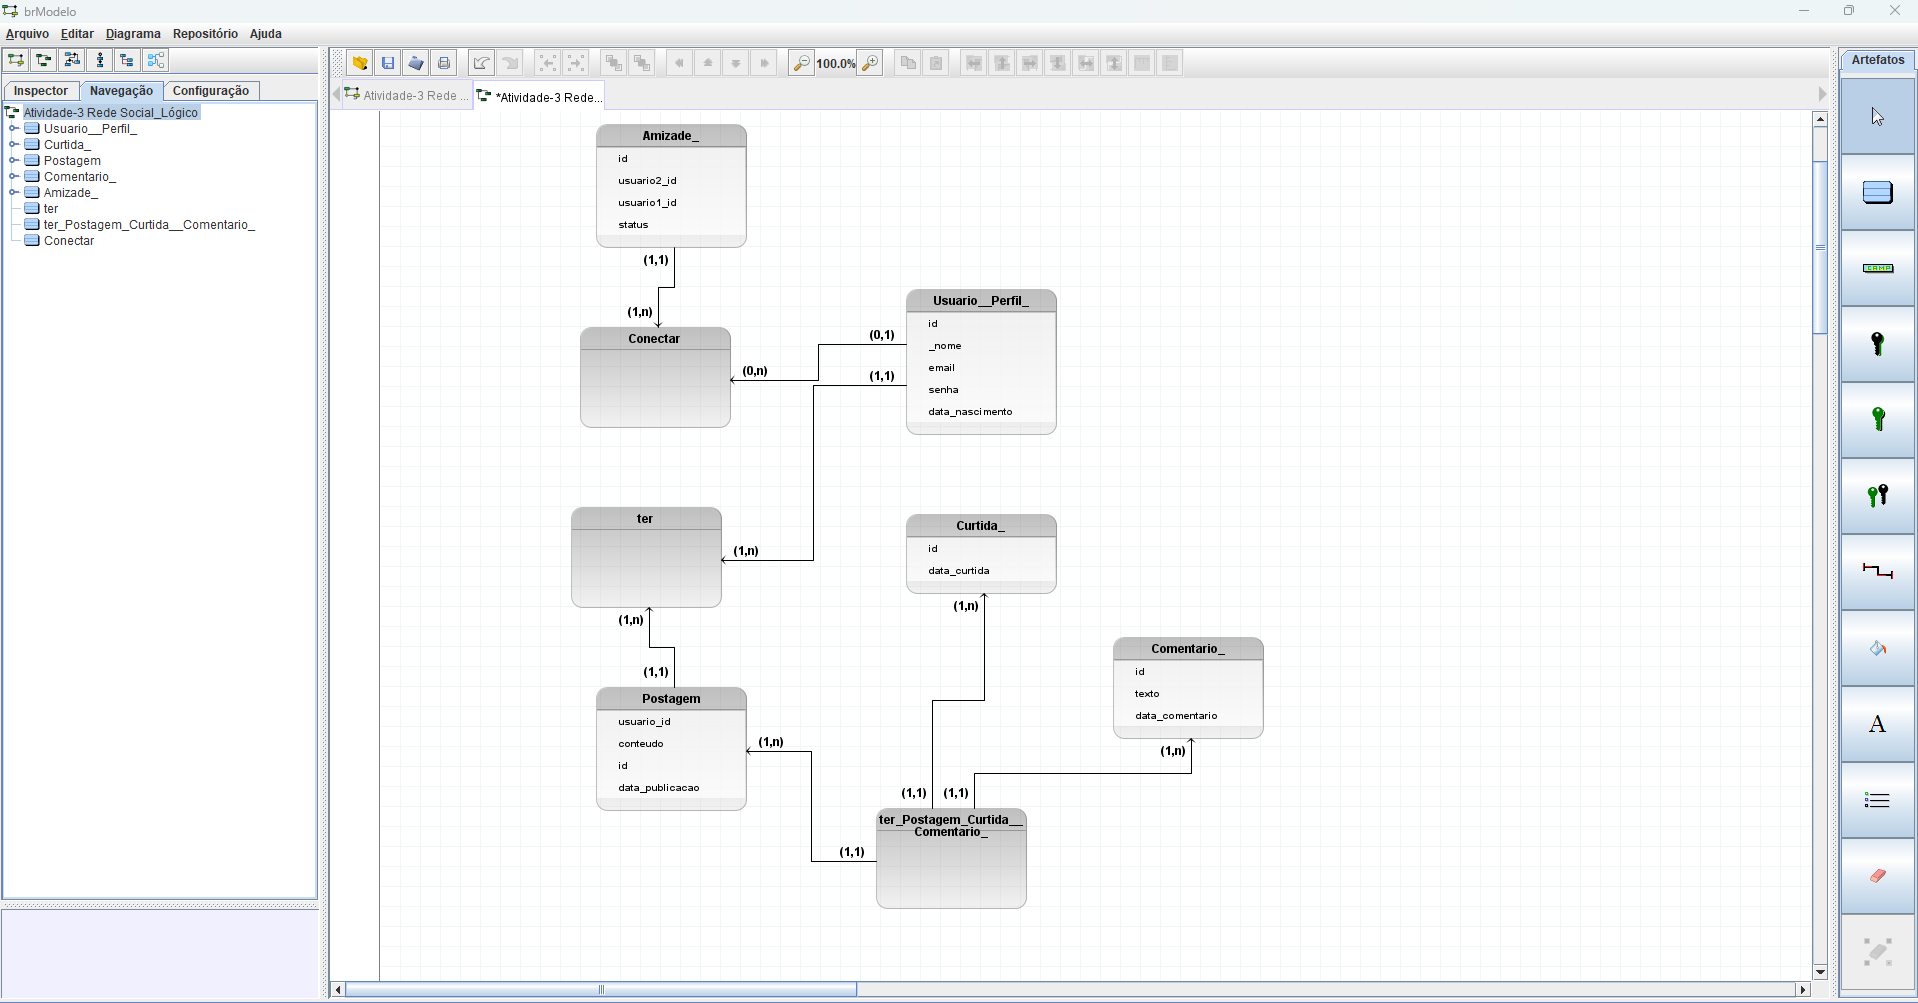 brModelo
Arquivo Editar Diagrama Repositório Ajuda
100.0%
Artefatos
Inspector Navegação Configuração
Atividade-3 Rede ... *Atividade-3 Rede...
Atividade-3 Rede Social_Lógico
Usuario__Perfil_
Curtida_
Postagem
Comentario_
Amizade_
ter
ter_Postagem_Curtida__Comentario_
Conectar
Amizade_
id
usuario2_id
usuario1_id
status
(1,1)
(1,n)
Conectar
(0,n)
(0,1)
(1,1)
Usuario__Perfil_
id
_nome
email
senha
data_nascimento
ter
(1,n)
(1,n)
(1,1)
Curtida_
id
data_curtida
(1,n)
Comentario_
id
texto
data_comentario
(1,n)
Postagem
usuario_id
conteudo
id
data_publicacao
(1,n)
(1,1) (1,1)
ter_Postagem_Curtida__
Comentario_
(1,1)
CAMPO
A